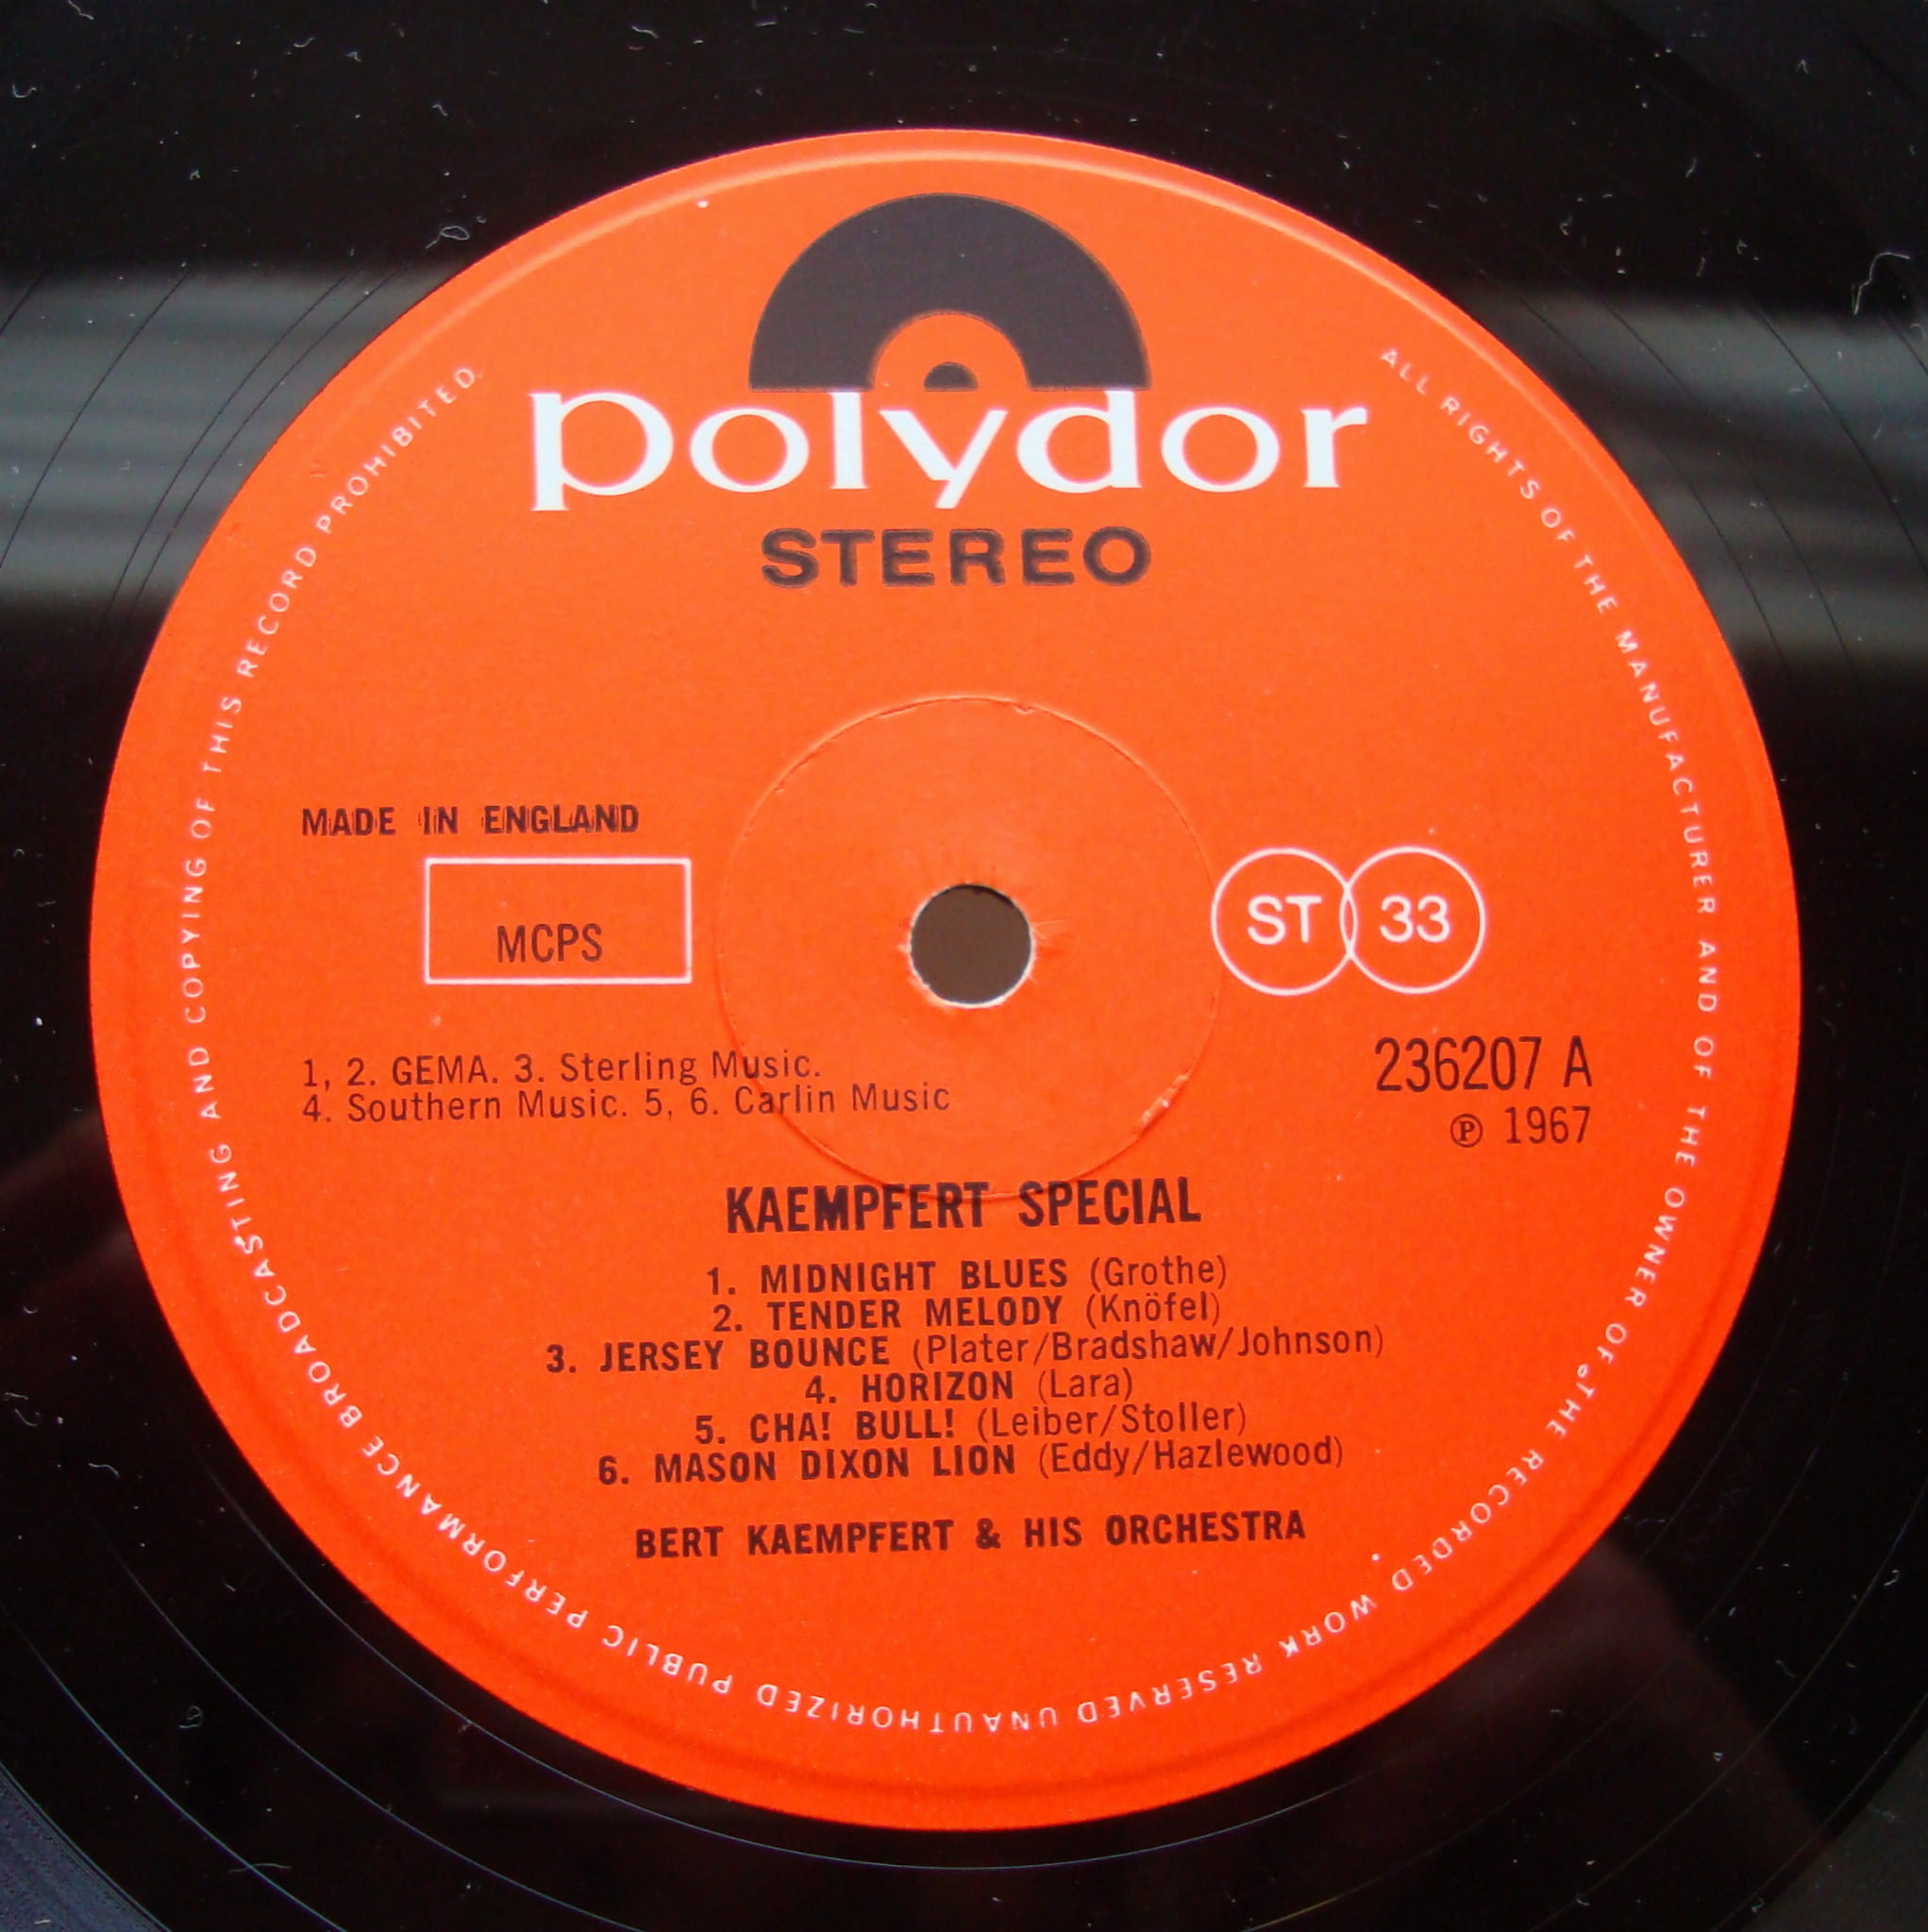 polydor
STEREO
MADE IN ENGLAND
MCPS
ST 33
1, 2. GEMA. 3. Sterling Music.
4. Southern Music. 5, 6. Carlin Music
236207 A
℗ 1967
KAEMPFERT SPECIAL
1. MIDNIGHT BLUES (Grothe)
2. TENDER MELODY (Knöfel)
3. JERSEY BOUNCE (Plater/Bradshaw/Johnson)
4. HORIZON (Lara)
5. CHA! BULL! (Leiber/Stoller)
6. MASON DIXON LION (Eddy/Hazlewood)
BERT KAEMPFERT & HIS ORCHESTRA
ALL RIGHTS OF THE MANUFACTURER AND OF THE OWNER OF THE RECORDED WORK RESERVED UNAUTHORIZED PUBLIC PERFORMANCE BROADCASTING AND COPYING OF THIS RECORD PROHIBITED.